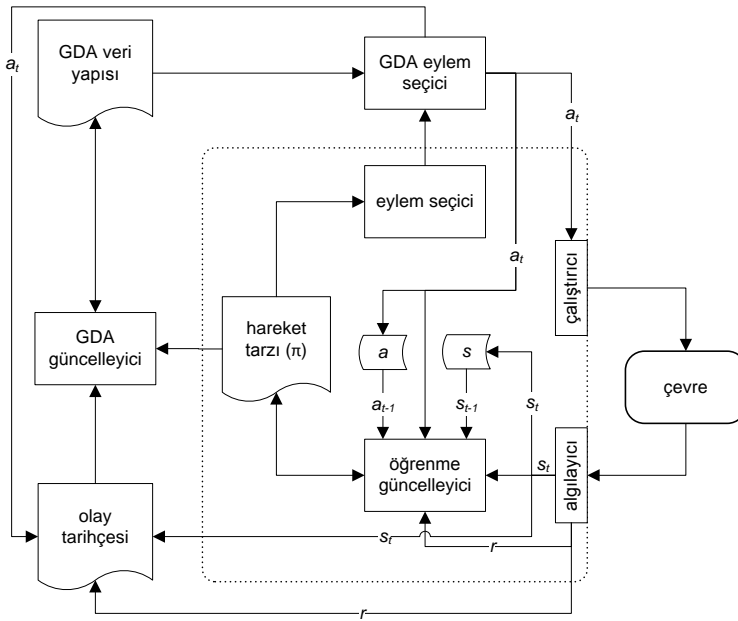 GDA veri
yapısı
GDA eylem
seçici
a_t
a_t
eylem seçici
a_t
çalıştırıcı
GDA
güncelleyici
hareket
tarzı (π)
a
s
çevre
a_{t-1}
s_{t-1}
s_t
öğrenme
güncelleyici
s_t
algılayıcı
olay
tarihçesi
s_t
r
r